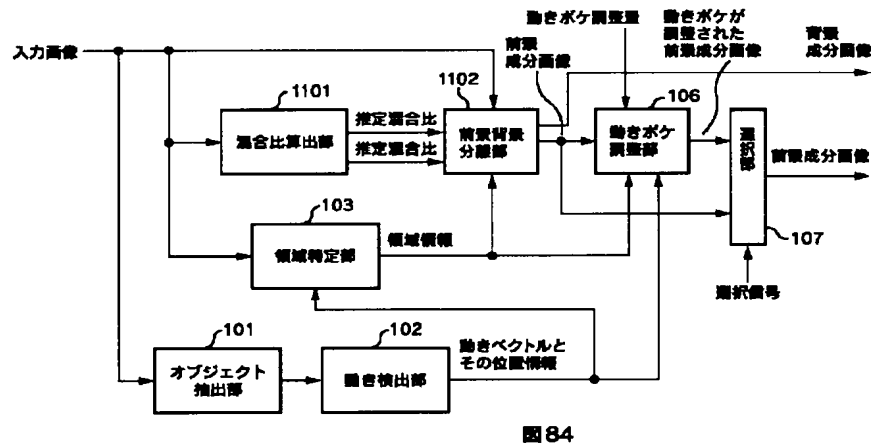 動きボケ調整量
動きボケが
調整された
前景成分画像
背景
成分画像
入力画像
前景
成分画像
1101
1102
106
推定混合比
推定混合比
混合比算出部
前景背景
分離部
動きボケ
調整部
選択部
前景成分画像
103
領域情報
領域特定部
107
選択信号
101
102
オブジェクト
抽出部
動き検出部
動きベクトルと
その位置情報
図84